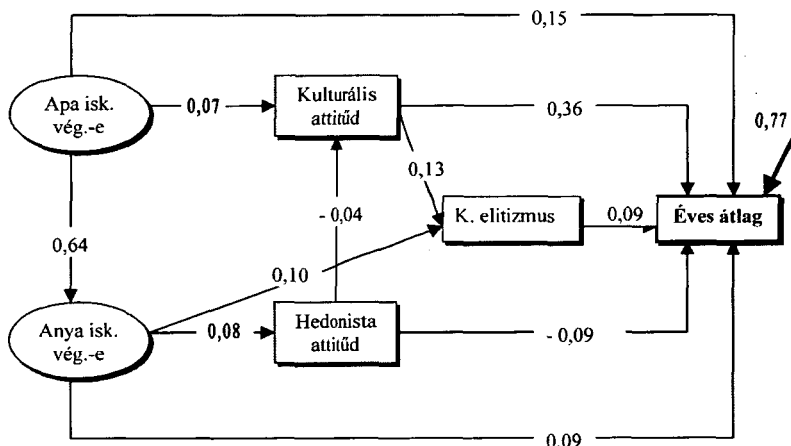 0,15
Apa isk.
vég.-e
0,07
Kulturális
attitűd
0,36
0,77
0,13
- 0,04
K. elitizmus
0,09
Éves átlag
0,64
0,10
Anya isk.
vég.-e
0,08
Hedonista
attitűd
- 0,09
0,09